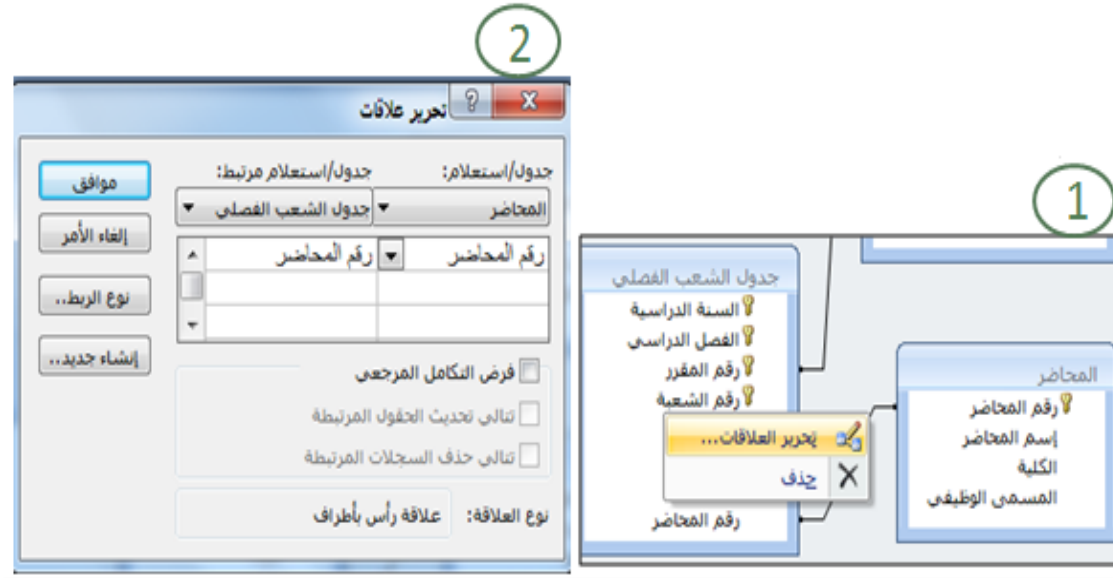 1
جدول الشعب الفصلي
السنة الدراسية
الفصل الدراسي
رقم المقرر
رقم الشعبة
تحرير العلاقات...
حذف
رقم المحاضر
المحاضر
رقم المحاضر
إسم المحاضر
الكلية
المسمى الوظيفي
2
تحرير علاقات
جدول/استعلام: جدول/استعلام مرتبط:
المحاضر جدول الشعب الفصلي
رقم المحاضر رقم المحاضر
فرض التكامل المرجعي
تتالي تحديث الحقول المرتبطة
تتالي حذف السجلات المرتبطة
نوع العلاقة: علاقة رأس بأطراف
موافق
إلغاء الأمر
نوع الربط..
إنشاء جديد..